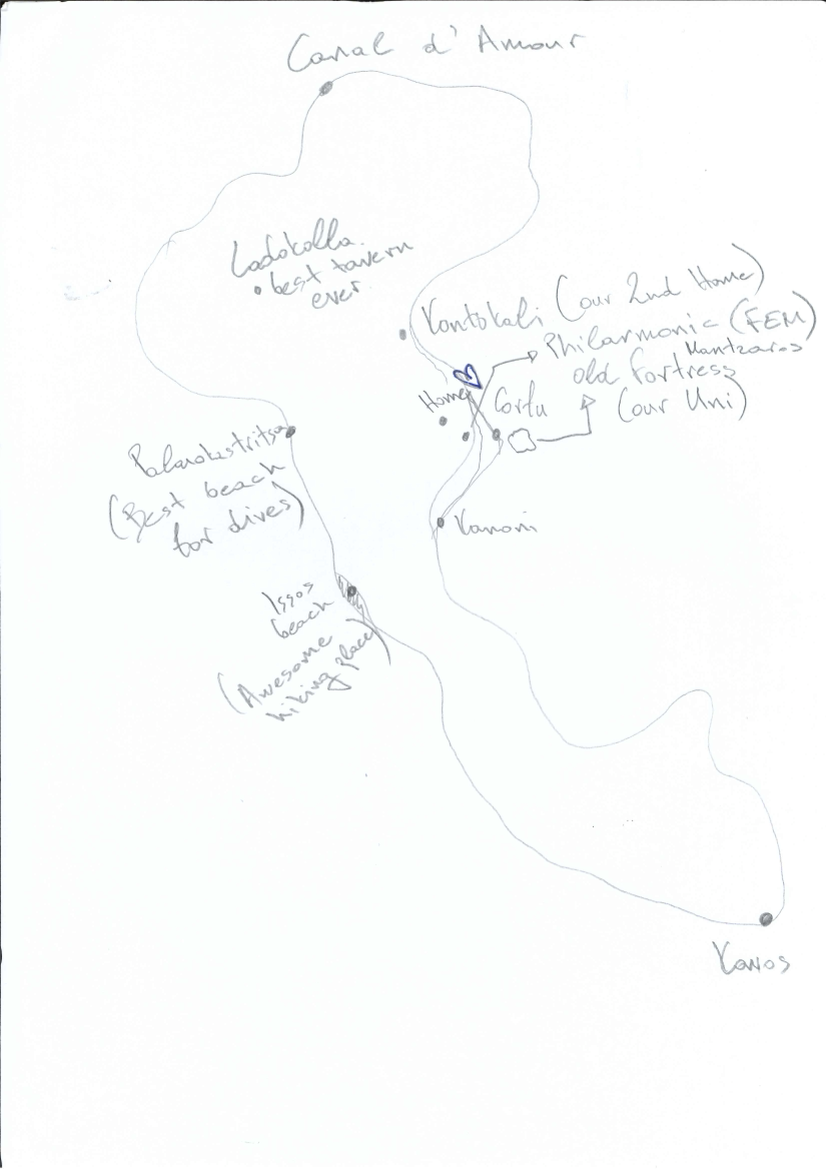 Canal d'Amour
Ladokolla
best tavern
ever
Kontokali (our 2nd Home)
Philarmonic (FEM)
Mantzaros
Old Fortress
(our Uni)
Home
Corfu
Palaiokastritsa
(Best beach
for dives)
Kanoni
Issos
beach
(Awesome
hiking place)
Kavos